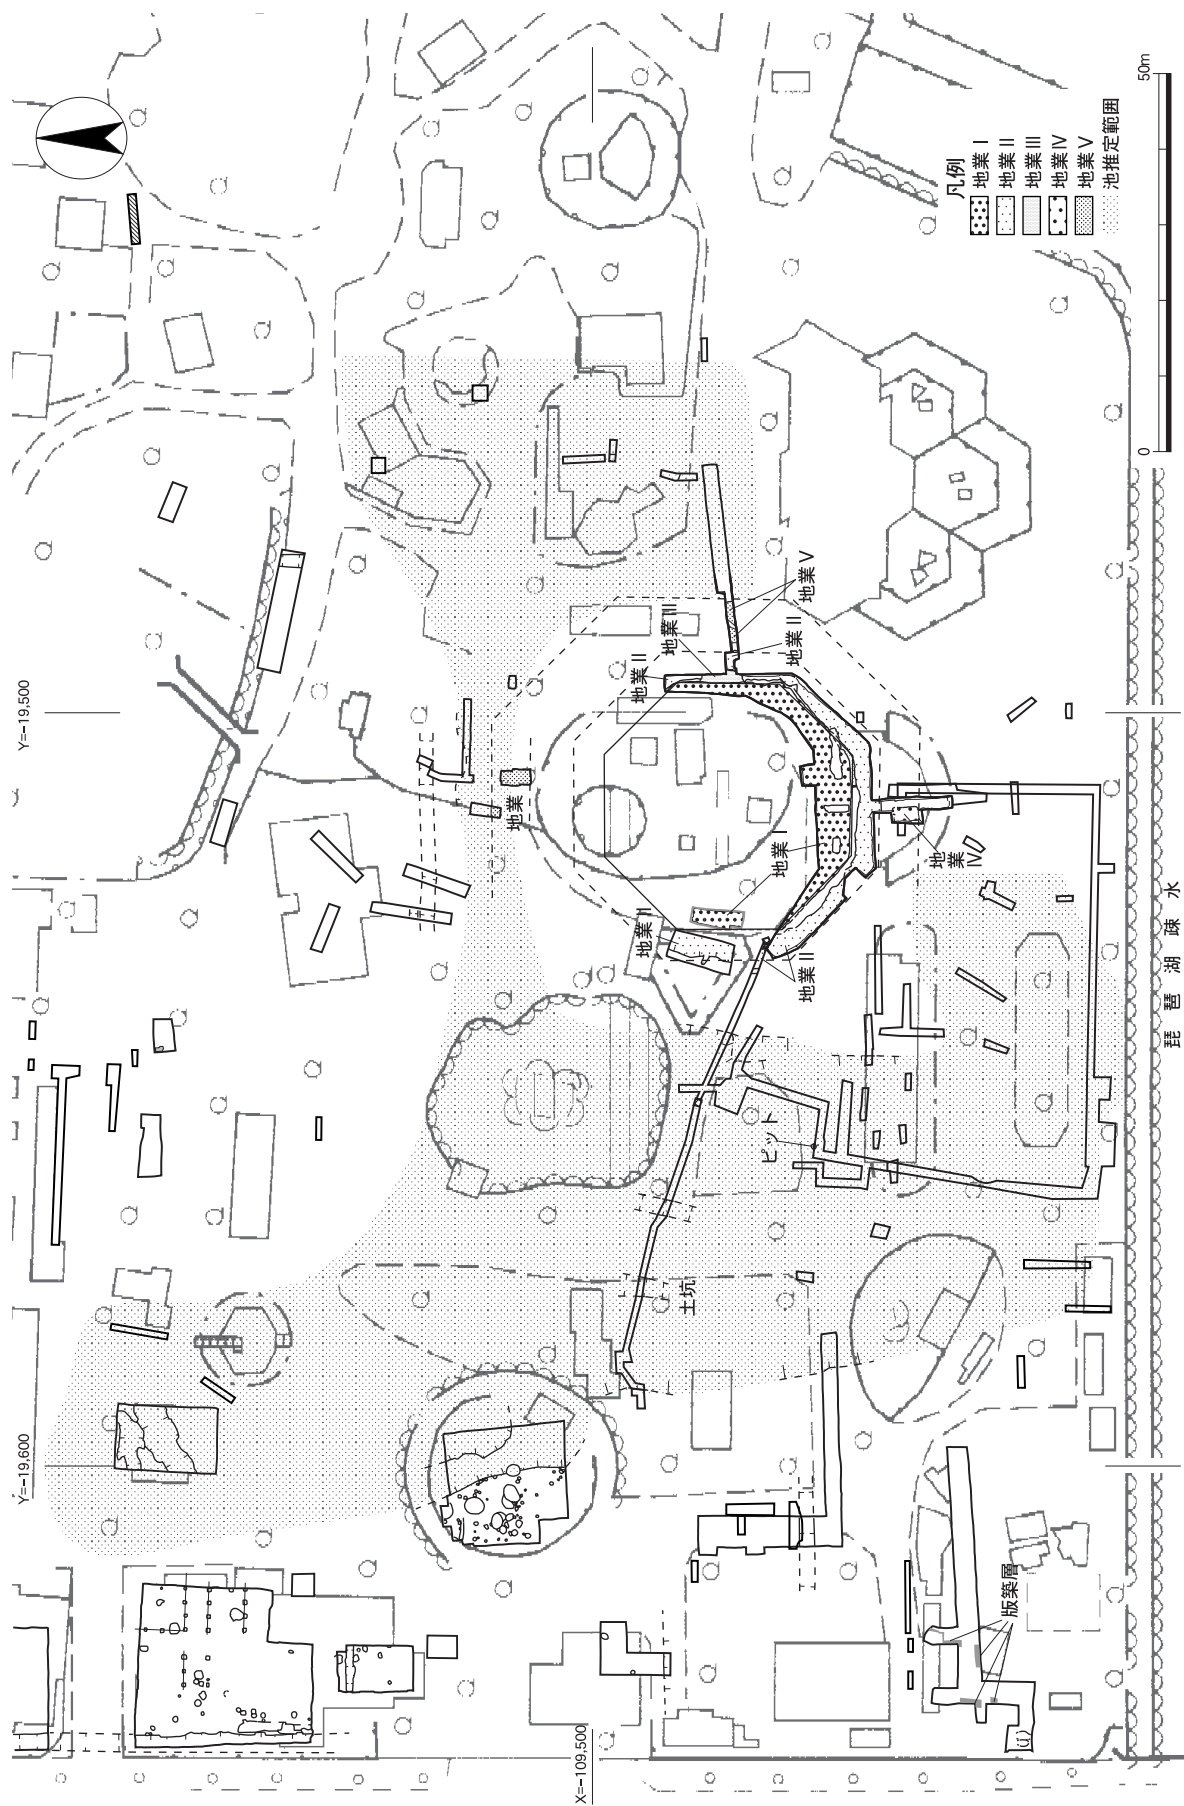 Y=-19,600
Y=-19,500
X=-109,500
50m
0
凡例
地業Ⅰ
地業Ⅱ
地業Ⅲ
地業Ⅳ
地業Ⅴ
池推定範囲
地業Ⅴ
地業Ⅲ
地業Ⅱ
地業Ⅱ
地業Ⅰ
地業Ⅰ
地業Ⅳ
地業Ⅱ
地業Ⅱ
ピット
土坑
版築層
琵琶湖疎水